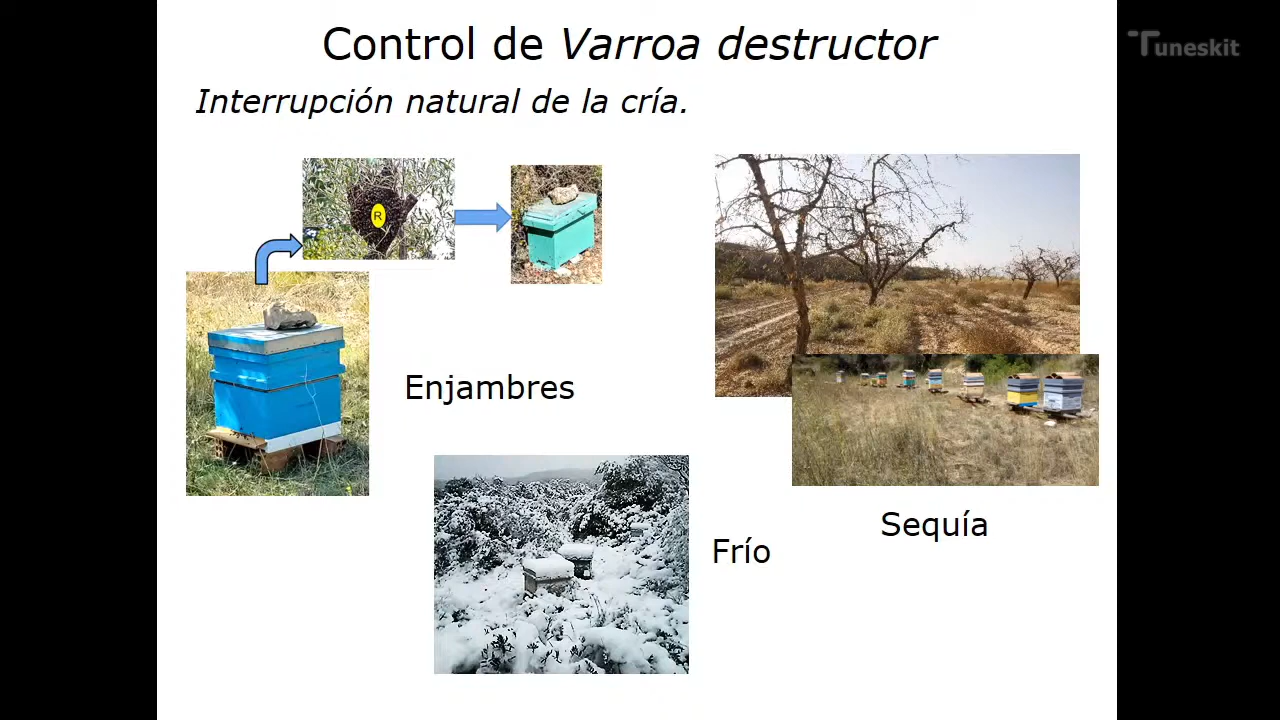 Control de Varroa destructor
Tuneskit
Interrupción natural de la cría.
R
Enjambres
Sequía
Frío